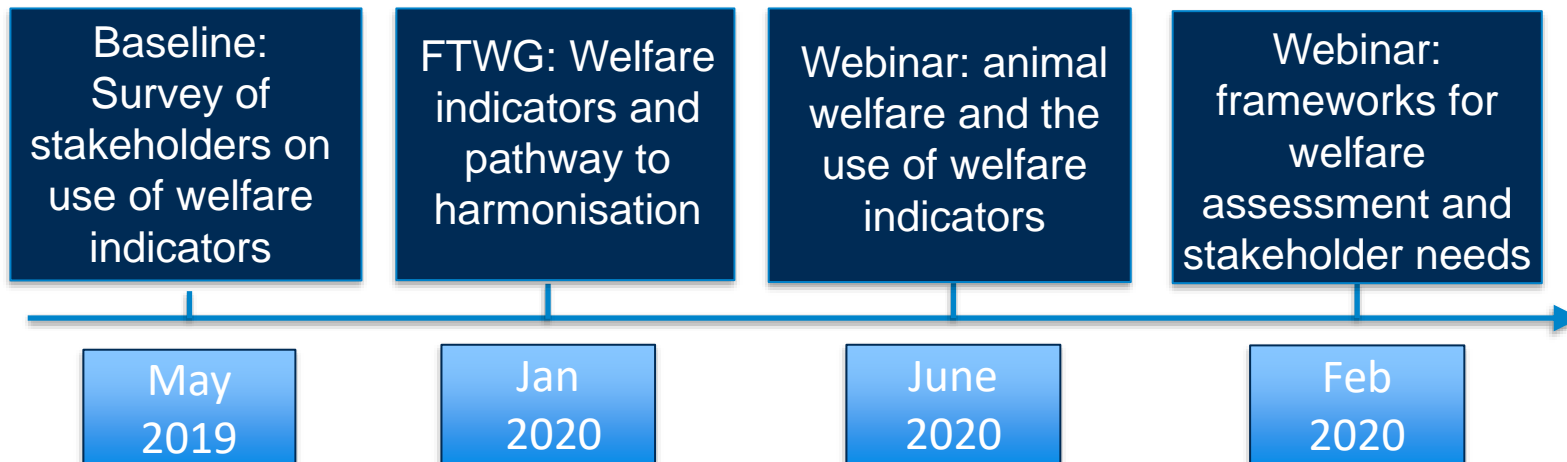 Baseline:
Survey of
stakeholders on
use of welfare
indicators
FTWG: Welfare
indicators and
pathway to
harmonisation
Webinar: animal
welfare and the
use of welfare
indicators
Webinar:
frameworks for
welfare
assessment and
stakeholder needs
May
2019
Jan
2020
June
2020
Feb
2020